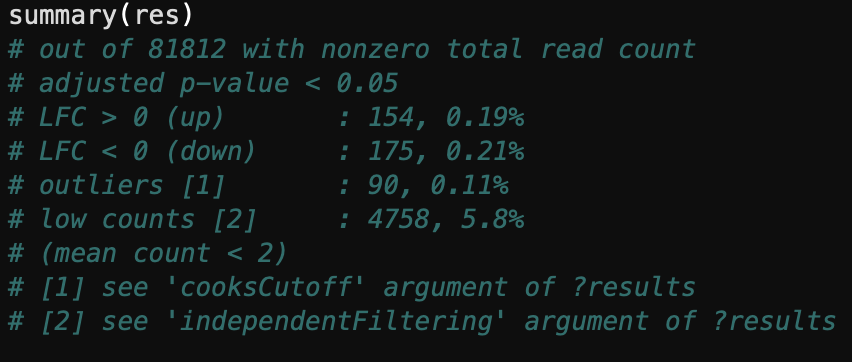 summary(res)
# out of 81812 with nonzero total read count
# adjusted p-value < 0.05
# LFC > 0 (up)       : 154, 0.19%
# LFC < 0 (down)     : 175, 0.21%
# outliers [1]       : 90, 0.11%
# low counts [2]     : 4758, 5.8%
# (mean count < 2)
# [1] see 'cooksCutoff' argument of ?results
# [2] see 'independentFiltering' argument of ?results